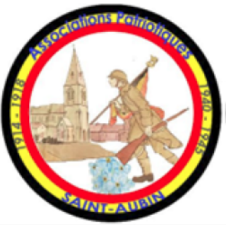 Associations Patriotiques
1914 - 1918
1940 - 1945
SAINT-AUBIN